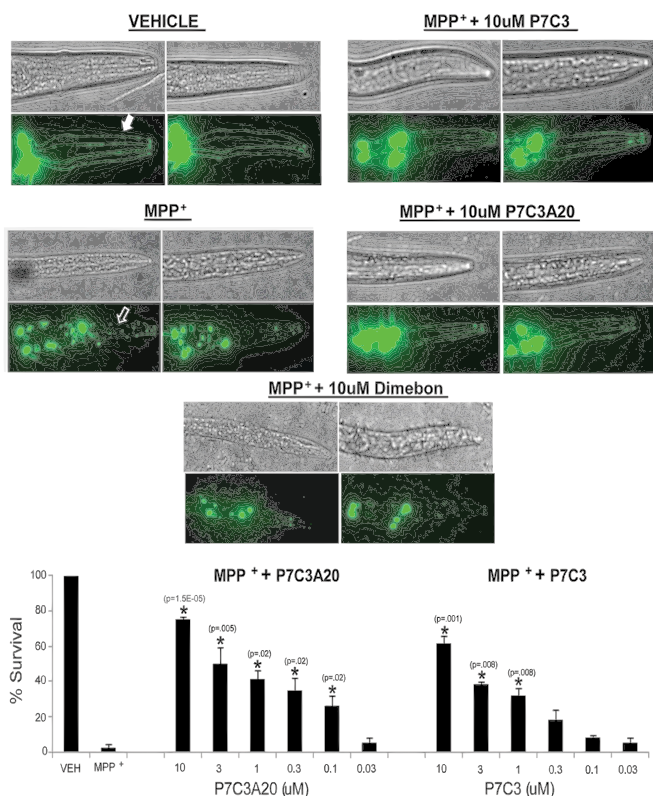 VEHICLE
MPP+ + 10uM P7C3
MPP+
MPP+ + 10uM P7C3A20
MPP+ + 10uM Dimebon
MPP + + P7C3A20
MPP + + P7C3
% Survival
100
80
60
40
20
0
(p=1.5E-05)
*
(p=.005)
*
(p=.02)
*
(p=.02)
*
(p=.02)
*
(p=.001)
*
(p=.008)
*
(p=.008)
*
VEH MPP + 10 3 1 0.3 0.1 0.03 10 3 1 0.3 0.1 0.03
P7C3A20 (uM) P7C3 (uM)